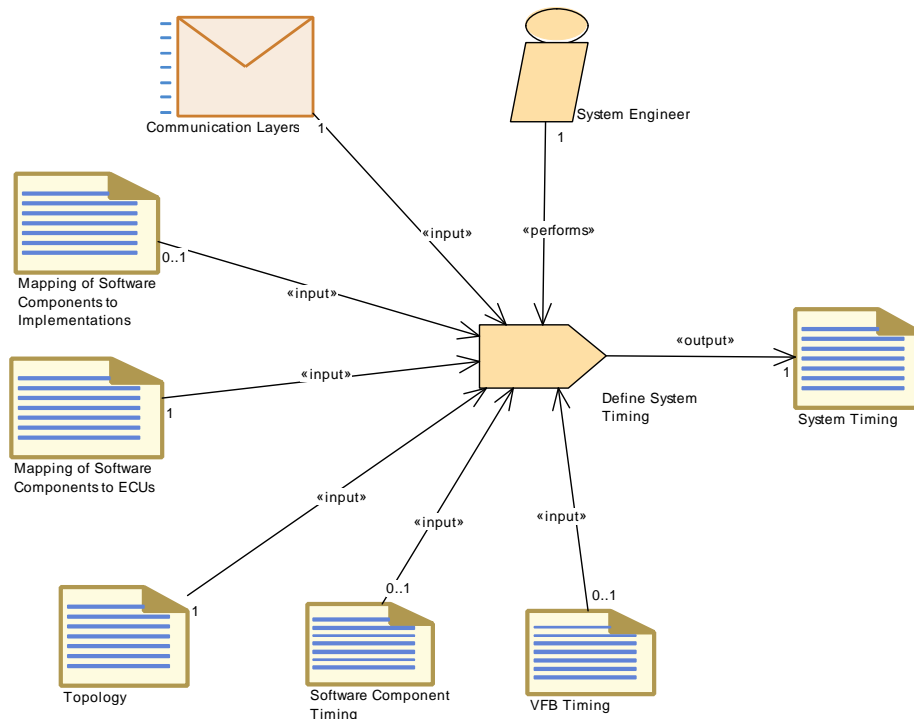 Communication Layers
1
System Engineer
1
«input»
«performs»
0..1
Mapping of Software
Components to
Implementations
«input»
«output»
1
System Timing
Define System
Timing
«input»
1
Mapping of Software
Components to ECUs
«input»
«input»
«input»
1
0..1
0..1
Topology
Software Component
Timing
VFB Timing